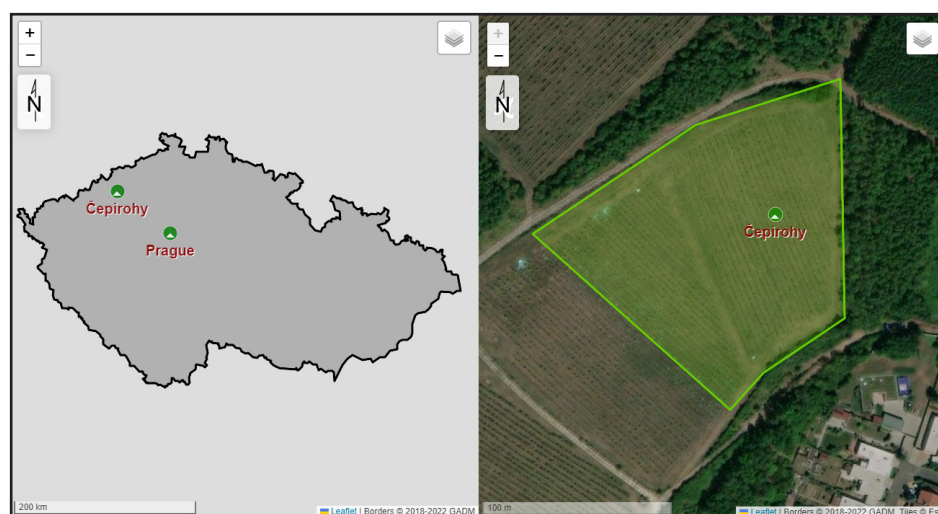 +
−
N
Čepirohy
Prague
200 km
Leaflet | Borders © 2018-2022 GADM
+
−
N
Čepirohy
100 m
Leaflet | Borders © 2018-2022 GADM, Tiles © Es